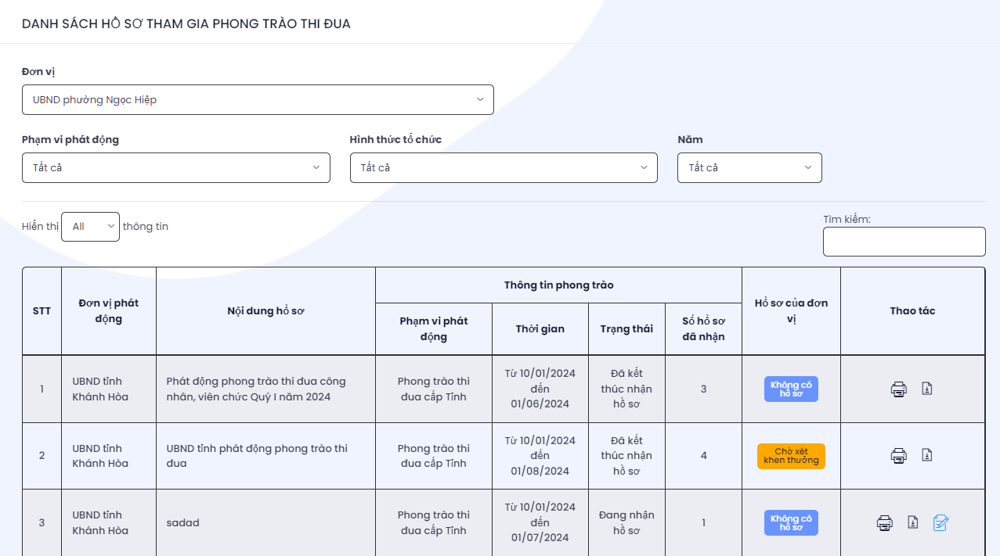 DANH SÁCH HỒ SƠ THAM GIA PHONG TRÀO THI ĐUA
Đơn vị
UBND phường Ngọc Hiệp
Phạm vi phát động
Hình thức tổ chức
Năm
Tất cả
Tất cả
Tất cả
Hiển thị All thông tin
Tìm kiếm:
STT
Đơn vị phát
động
Nội dung hồ sơ
Thông tin phong trào
Phạm vi phát
động
Thời gian
Trạng thái
Số hồ sơ
đã nhận
Hồ sơ của đơn
vị
Thao tác
1
UBND tỉnh
Khánh Hòa
Phát động phong trào thi đua công
nhân, viên chức Quý I năm 2024
Phong trào thi
đua cấp Tỉnh
Từ 10/01/2024
đến
01/06/2024
Đã kết
thúc nhận
hồ sơ
3
Không có
hồ sơ
2
UBND tỉnh
Khánh Hòa
UBND tỉnh phát động phong trào thi
đua
Phong trào thi
đua cấp Tỉnh
Từ 10/01/2024
đến
01/08/2024
Đã kết
thúc nhận
hồ sơ
4
Chờ xét
khen thưởng
3
UBND tỉnh
Khánh Hòa
sadad
Phong trào thi
đua cấp Tỉnh
Từ 10/01/2024
đến
01/07/2024
Đang nhận
hồ sơ
1
Không có
hồ sơ